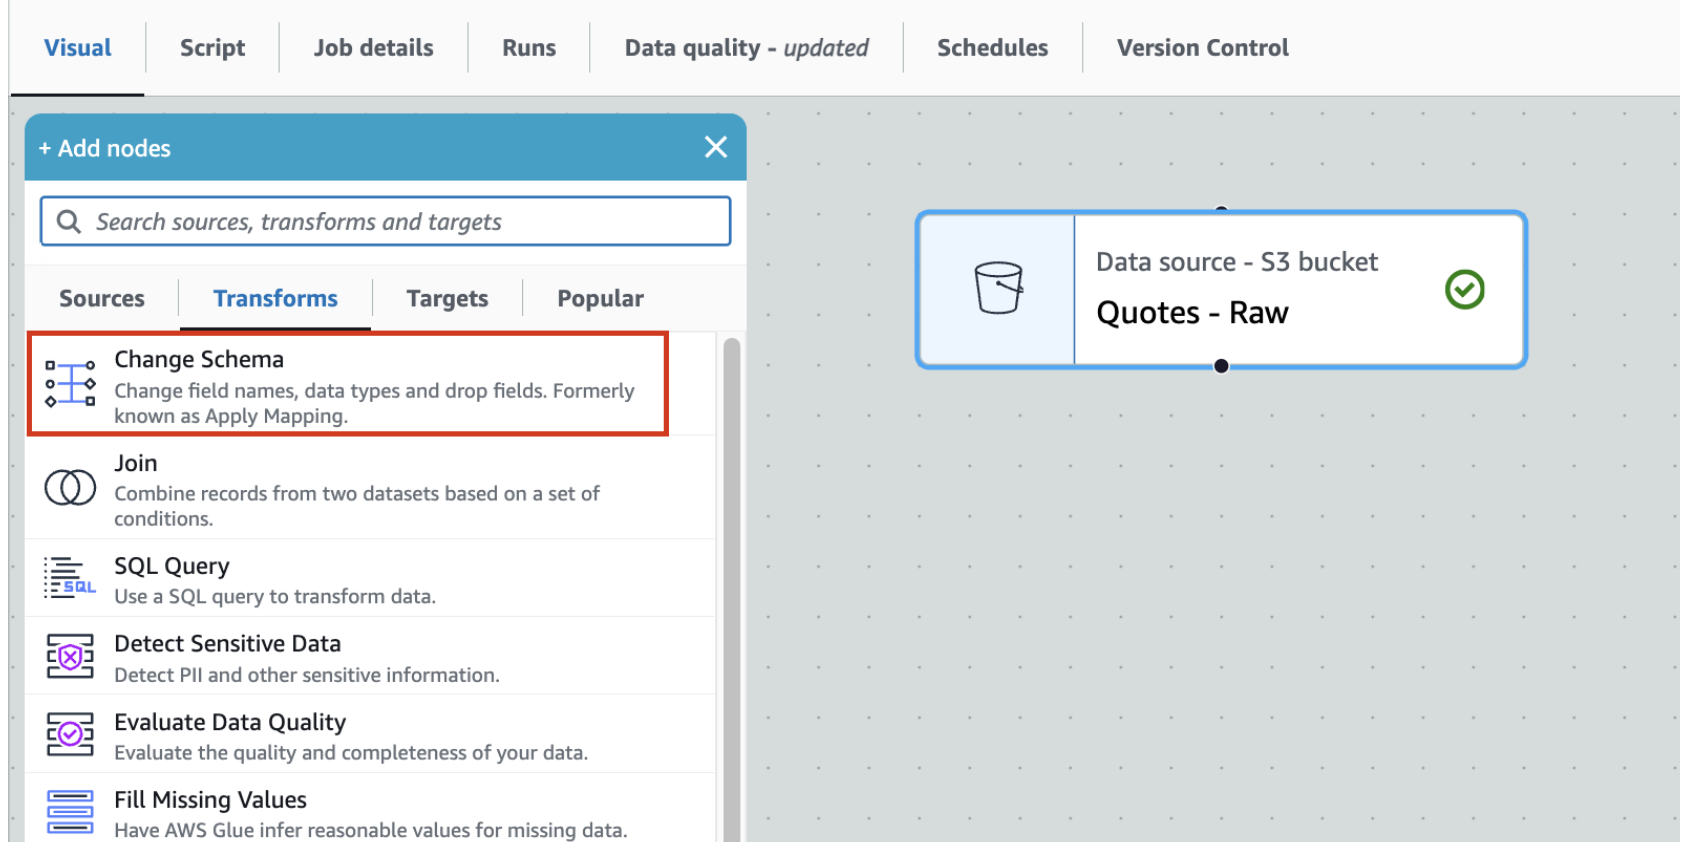 Visual Script Job details Runs Data quality - updated Schedules Version Control
+ Add nodes
Search sources, transforms and targets
Sources Transforms Targets Popular
Change Schema
Change field names, data types and drop fields. Formerly
known as Apply Mapping.
Join
Combine records from two datasets based on a set of
conditions.
SQL
SQL Query
Use a SQL query to transform data.
Detect Sensitive Data
Detect PII and other sensitive information.
Evaluate Data Quality
Evaluate the quality and completeness of your data.
Fill Missing Values
Have AWS Glue infer reasonable values for missing data.
Data source - S3 bucket
Quotes - Raw